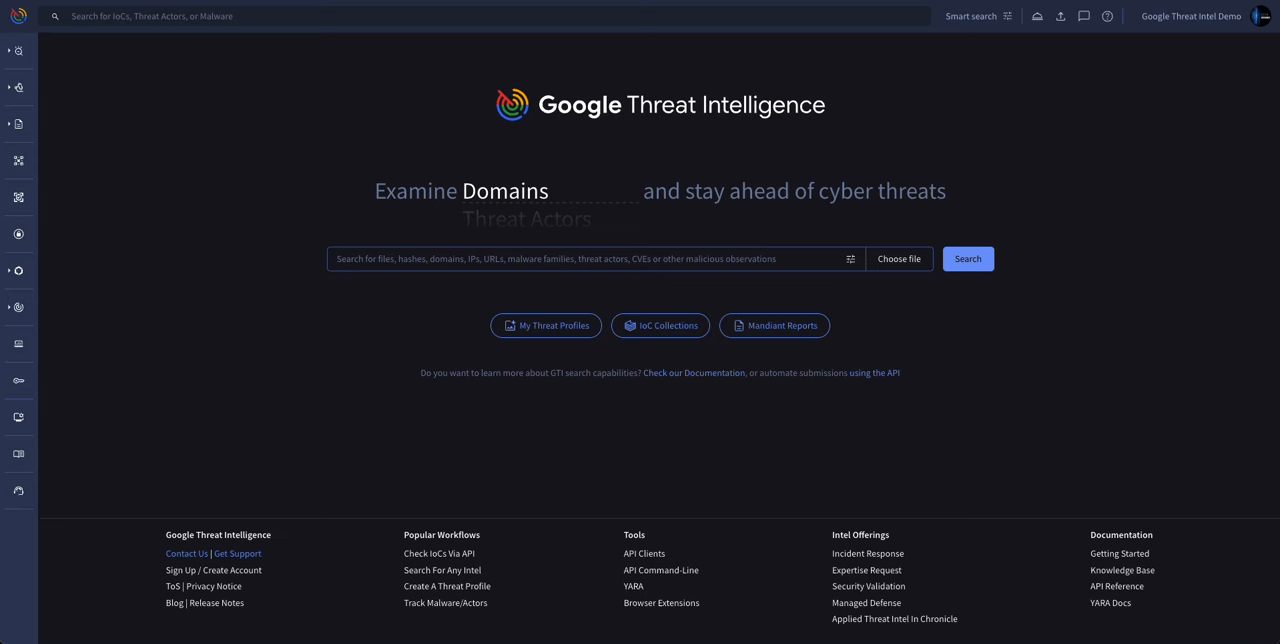 Search for IoCs, Threat Actors, or Malware
Smart search
Google Threat Intel Demo
Google Threat Intelligence
Examine Domains and stay ahead of cyber threats
Threat Actors
Search for files, hashes, domains, IPs, URLs, malware families, threat actors, CVEs or other malicious observations
Choose file
Search
My Threat Profiles
IoC Collections
Mandiant Reports
Do you want to learn more about GTI search capabilities? Check our Documentation, or automate submissions using the API
Google Threat Intelligence
Contact Us | Get Support
Sign Up / Create Account
ToS | Privacy Notice
Blog | Release Notes
Popular Workflows
Check IoCs Via API
Search For Any Intel
Create A Threat Profile
Track Malware/Actors
Tools
API Clients
API Command-Line
YARA
Browser Extensions
Intel Offerings
Incident Response
Expertise Request
Security Validation
Managed Defense
Applied Threat Intel In Chronicle
Documentation
Getting Started
Knowledge Base
API Reference
YARA Docs